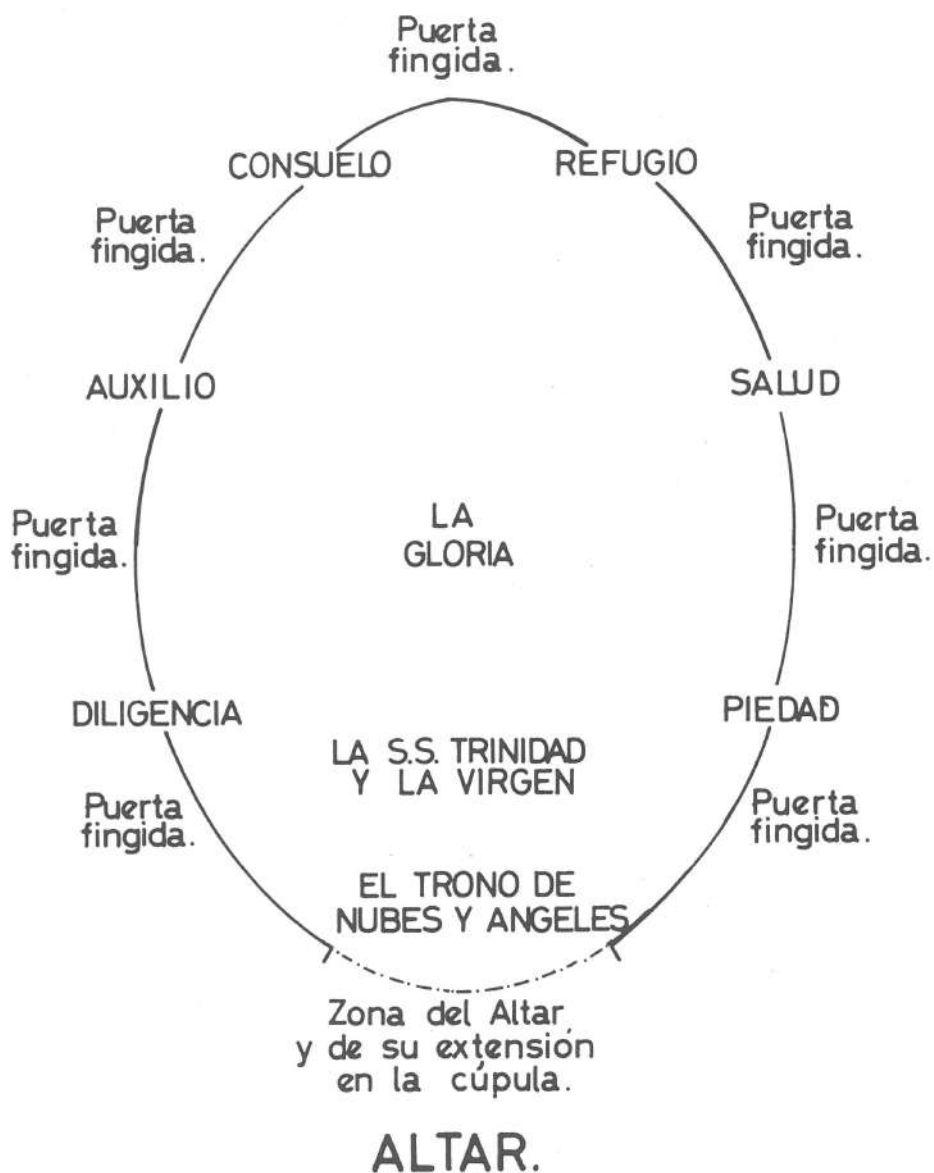 Puerta
fingida.
CONSUELO
REFUGIO
Puerta
fingida.
Puerta
fingida.
AUXILIO
SALUD
Puerta
fingida.
LA
GLORIA
Puerta
fingida.
DILIGENCIA
PIEDAD
LA S.S. TRINIDAD
Y LA VIRGEN
Puerta
fingida.
Puerta
fingida.
EL TRONO DE
NUBES Y ANGELES
Zona del Altar
y de su extensión
en la cúpula.
ALTAR.